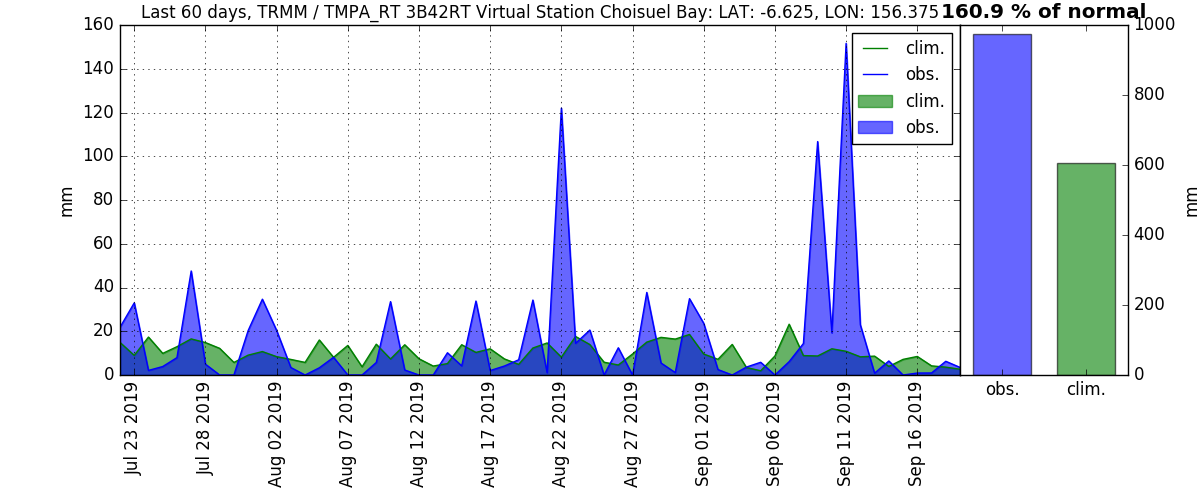 Last 60 days, TRMM / TMPA_RT 3B42RT Virtual Station Choisuel Bay: LAT: -6.625, LON: 156.375
160.9 % of normal
160
140
120
100
80
60
40
20
0
mm
clim.
obs.
clim.
obs.
Jul 23 2019
Jul 28 2019
Aug 02 2019
Aug 07 2019
Aug 12 2019
Aug 17 2019
Aug 22 2019
Aug 27 2019
Sep 01 2019
Sep 06 2019
Sep 11 2019
Sep 16 2019
1000
800
600
400
200
0
mm
obs.
clim.